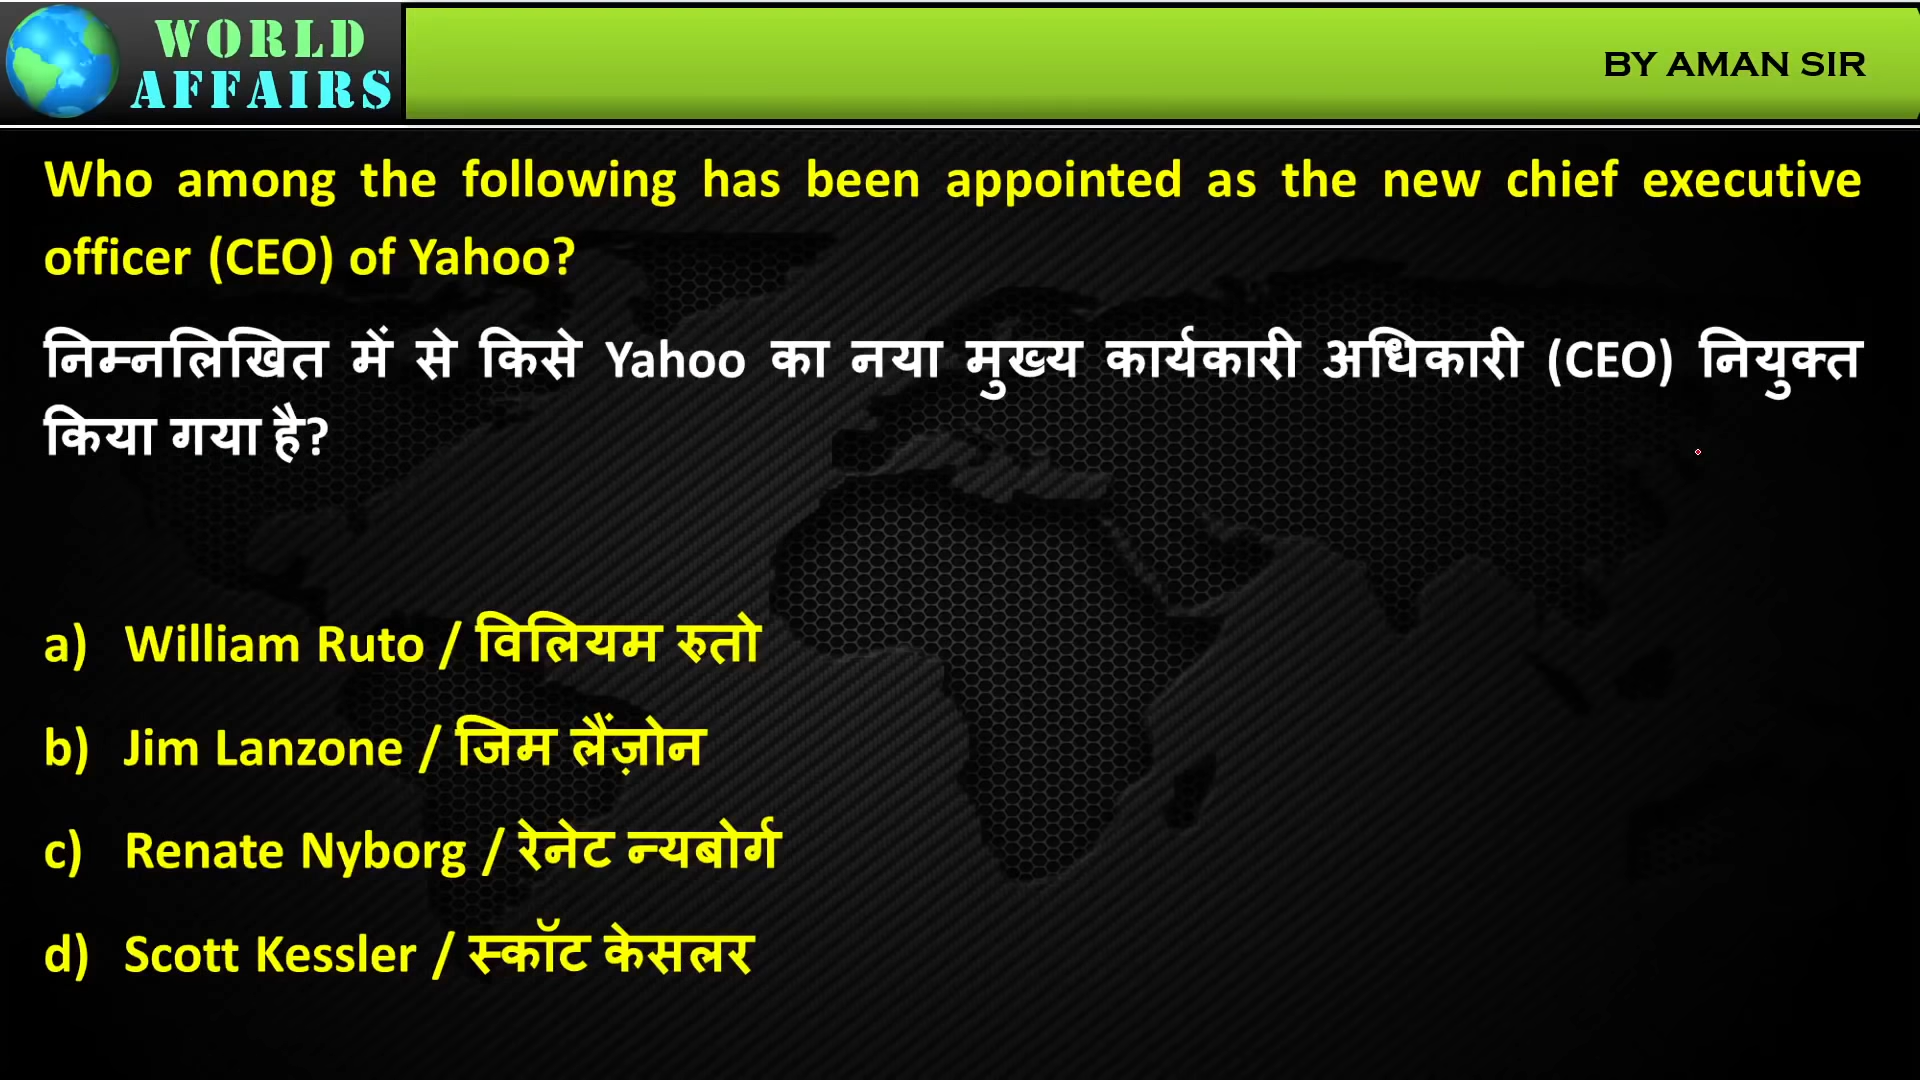 WORLD
AFFAIRS
BY AMAN SIR
Who among the following has been appointed as the new chief executive
officer (CEO) of Yahoo?
निम्नलिखित में से किसे Yahoo का नया मुख्य कार्यकारी अधिकारी (CEO) नियुक्त
किया गया है?
a) William Ruto / विलियम रुतो
b) Jim Lanzone / जिम लैंज़ोन
c) Renate Nyborg / रेनेट न्यबोर्ग
d) Scott Kessler / स्कॉट केसलर